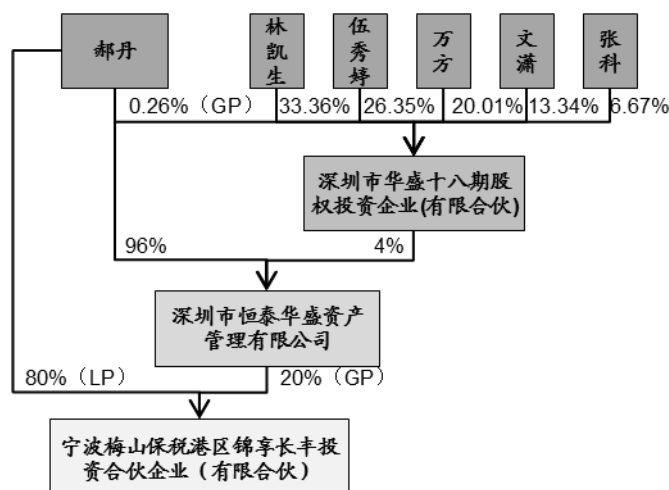 郝丹
林凯生
伍秀婷
万方
文潇
张科
0.26%（GP）
33.36%
26.35%
20.01%
13.34%
6.67%
深圳市华盛十八期股
权投资企业(有限合伙)
96%
4%
深圳市恒泰华盛资产
管理有限公司
80%（LP）
20%（GP）
宁波梅山保税港区锦享长丰投
资合伙企业（有限合伙）